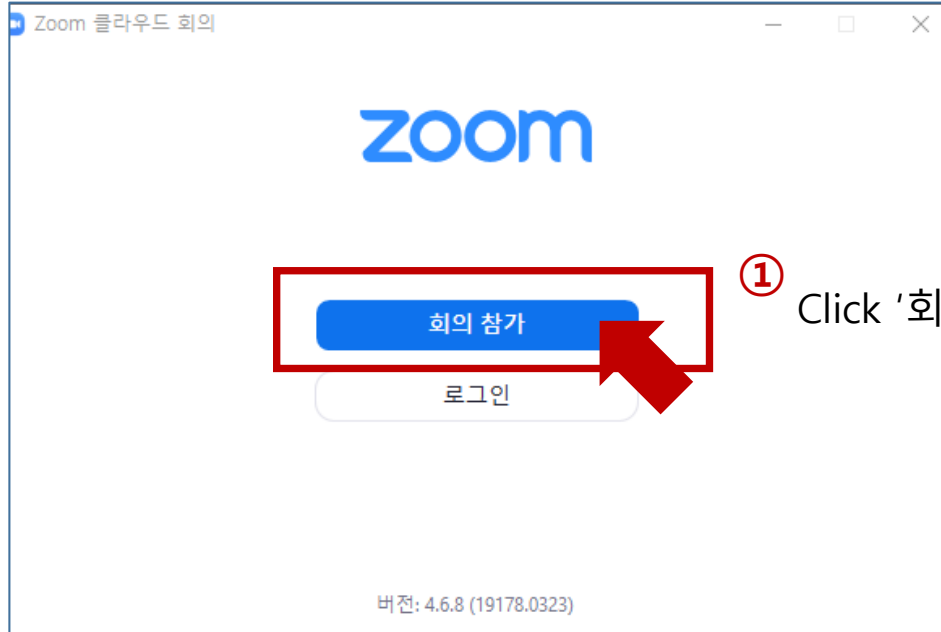 Zoom 클라우드 회의
zoom
①
Click ‘회
회의 참가
로그인
버전: 4.6.8 (19178.0323)